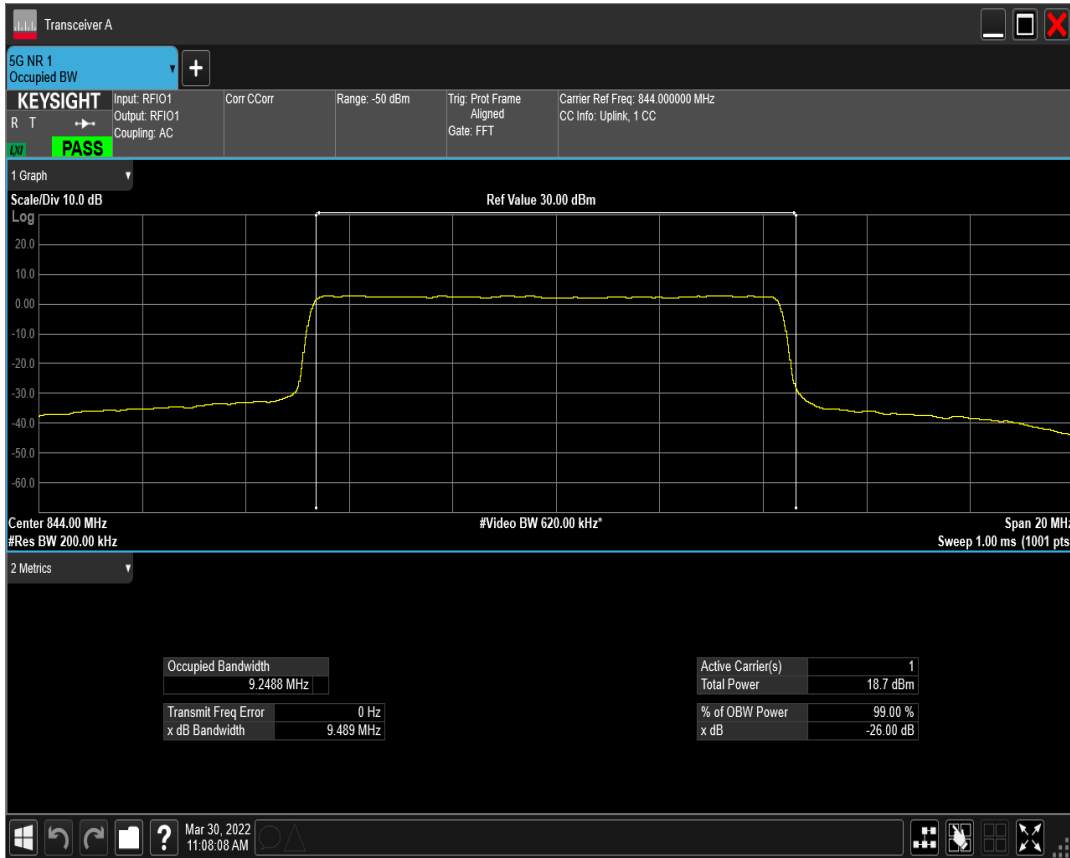 Transceiver A
5G NR 1
Occupied BW
KEYSIGHT
R T
LXI
PASS
Input: RFIO1
Output: RFIO1
Coupling: AC
Corr CCorr
Range: -50 dBm
Trig: Prot Frame
Aligned
Gate: FFT
Carrier Ref Freq: 844.000000 MHz
CC Info: Uplink, 1 CC
1 Graph
Scale/Div 10.0 dB
Ref Value 30.00 dBm
Log
20.0
10.0
0.00
-10.0
-20.0
-30.0
-40.0
-50.0
-60.0
Center 844.00 MHz
#Video BW 620.00 kHz*
Span 20 MHz
#Res BW 200.00 kHz
Sweep 1.00 ms (1001 pts
2 Metrics
Occupied Bandwidth
9.2488 MHz
Transmit Freq Error 0 Hz
x dB Bandwidth 9.489 MHz
Active Carrier(s) 1
Total Power 18.7 dBm
% of OBW Power 99.00 %
x dB -26.00 dB
?
Mar 30, 2022
11:08:08 AM